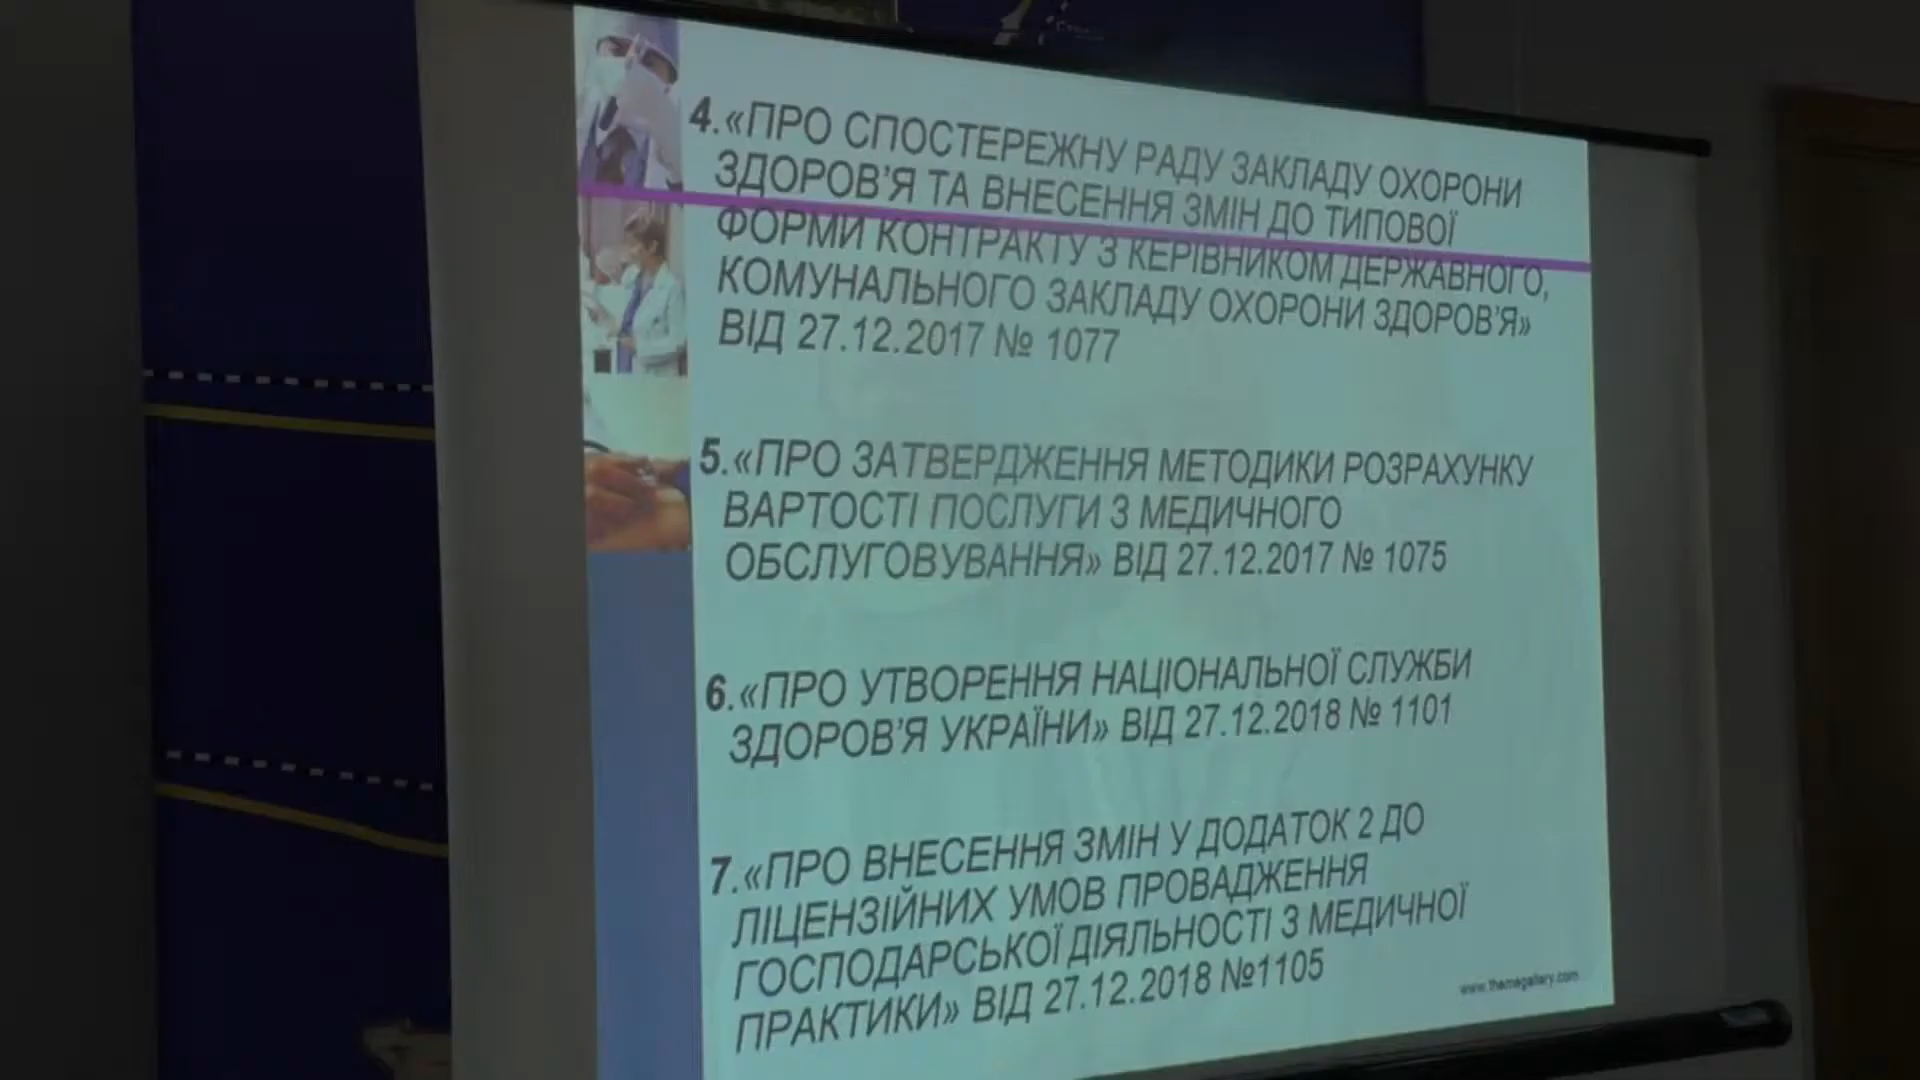 4.«ПРО СПОСТЕРЕЖНУ РАДУ ЗАКЛАДУ ОХОРОНИ
ЗДОРОВ'Я ТА ВНЕСЕННЯ ЗМІН ДО ТИПОВОЇ
ФОРМИ КОНТРАКТУ З КЕРІВНИКОМ ДЕРЖАВНОГО,
КОМУНАЛЬНОГО ЗАКЛАДУ ОХОРОНИ ЗДОРОВ'Я»
ВІД 27.12.2017 № 1077
5.«ПРО ЗАТВЕРДЖЕННЯ МЕТОДИКИ РОЗРАХУНКУ
ВАРТОСТІ ПОСЛУГИ З МЕДИЧНОГО
ОБСЛУГОВУВАННЯ» ВІД 27.12.2017 № 1075
6.«ПРО УТВОРЕННЯ НАЦІОНАЛЬНОЇ СЛУЖБИ
ЗДОРОВ'Я УКРАЇНИ» ВІД 27.12.2018 № 1101
7.«ПРО ВНЕСЕННЯ ЗМІН У ДОДАТОК 2 ДО
ЛІЦЕНЗІЙНИХ УМОВ ПРОВАДЖЕННЯ
ГОСПОДАРСЬКОЇ ДІЯЛЬНОСТІ З МЕДИЧНОЇ
ПРАКТИКИ» ВІД 27.12.2018 №1105
www.themegallery.com